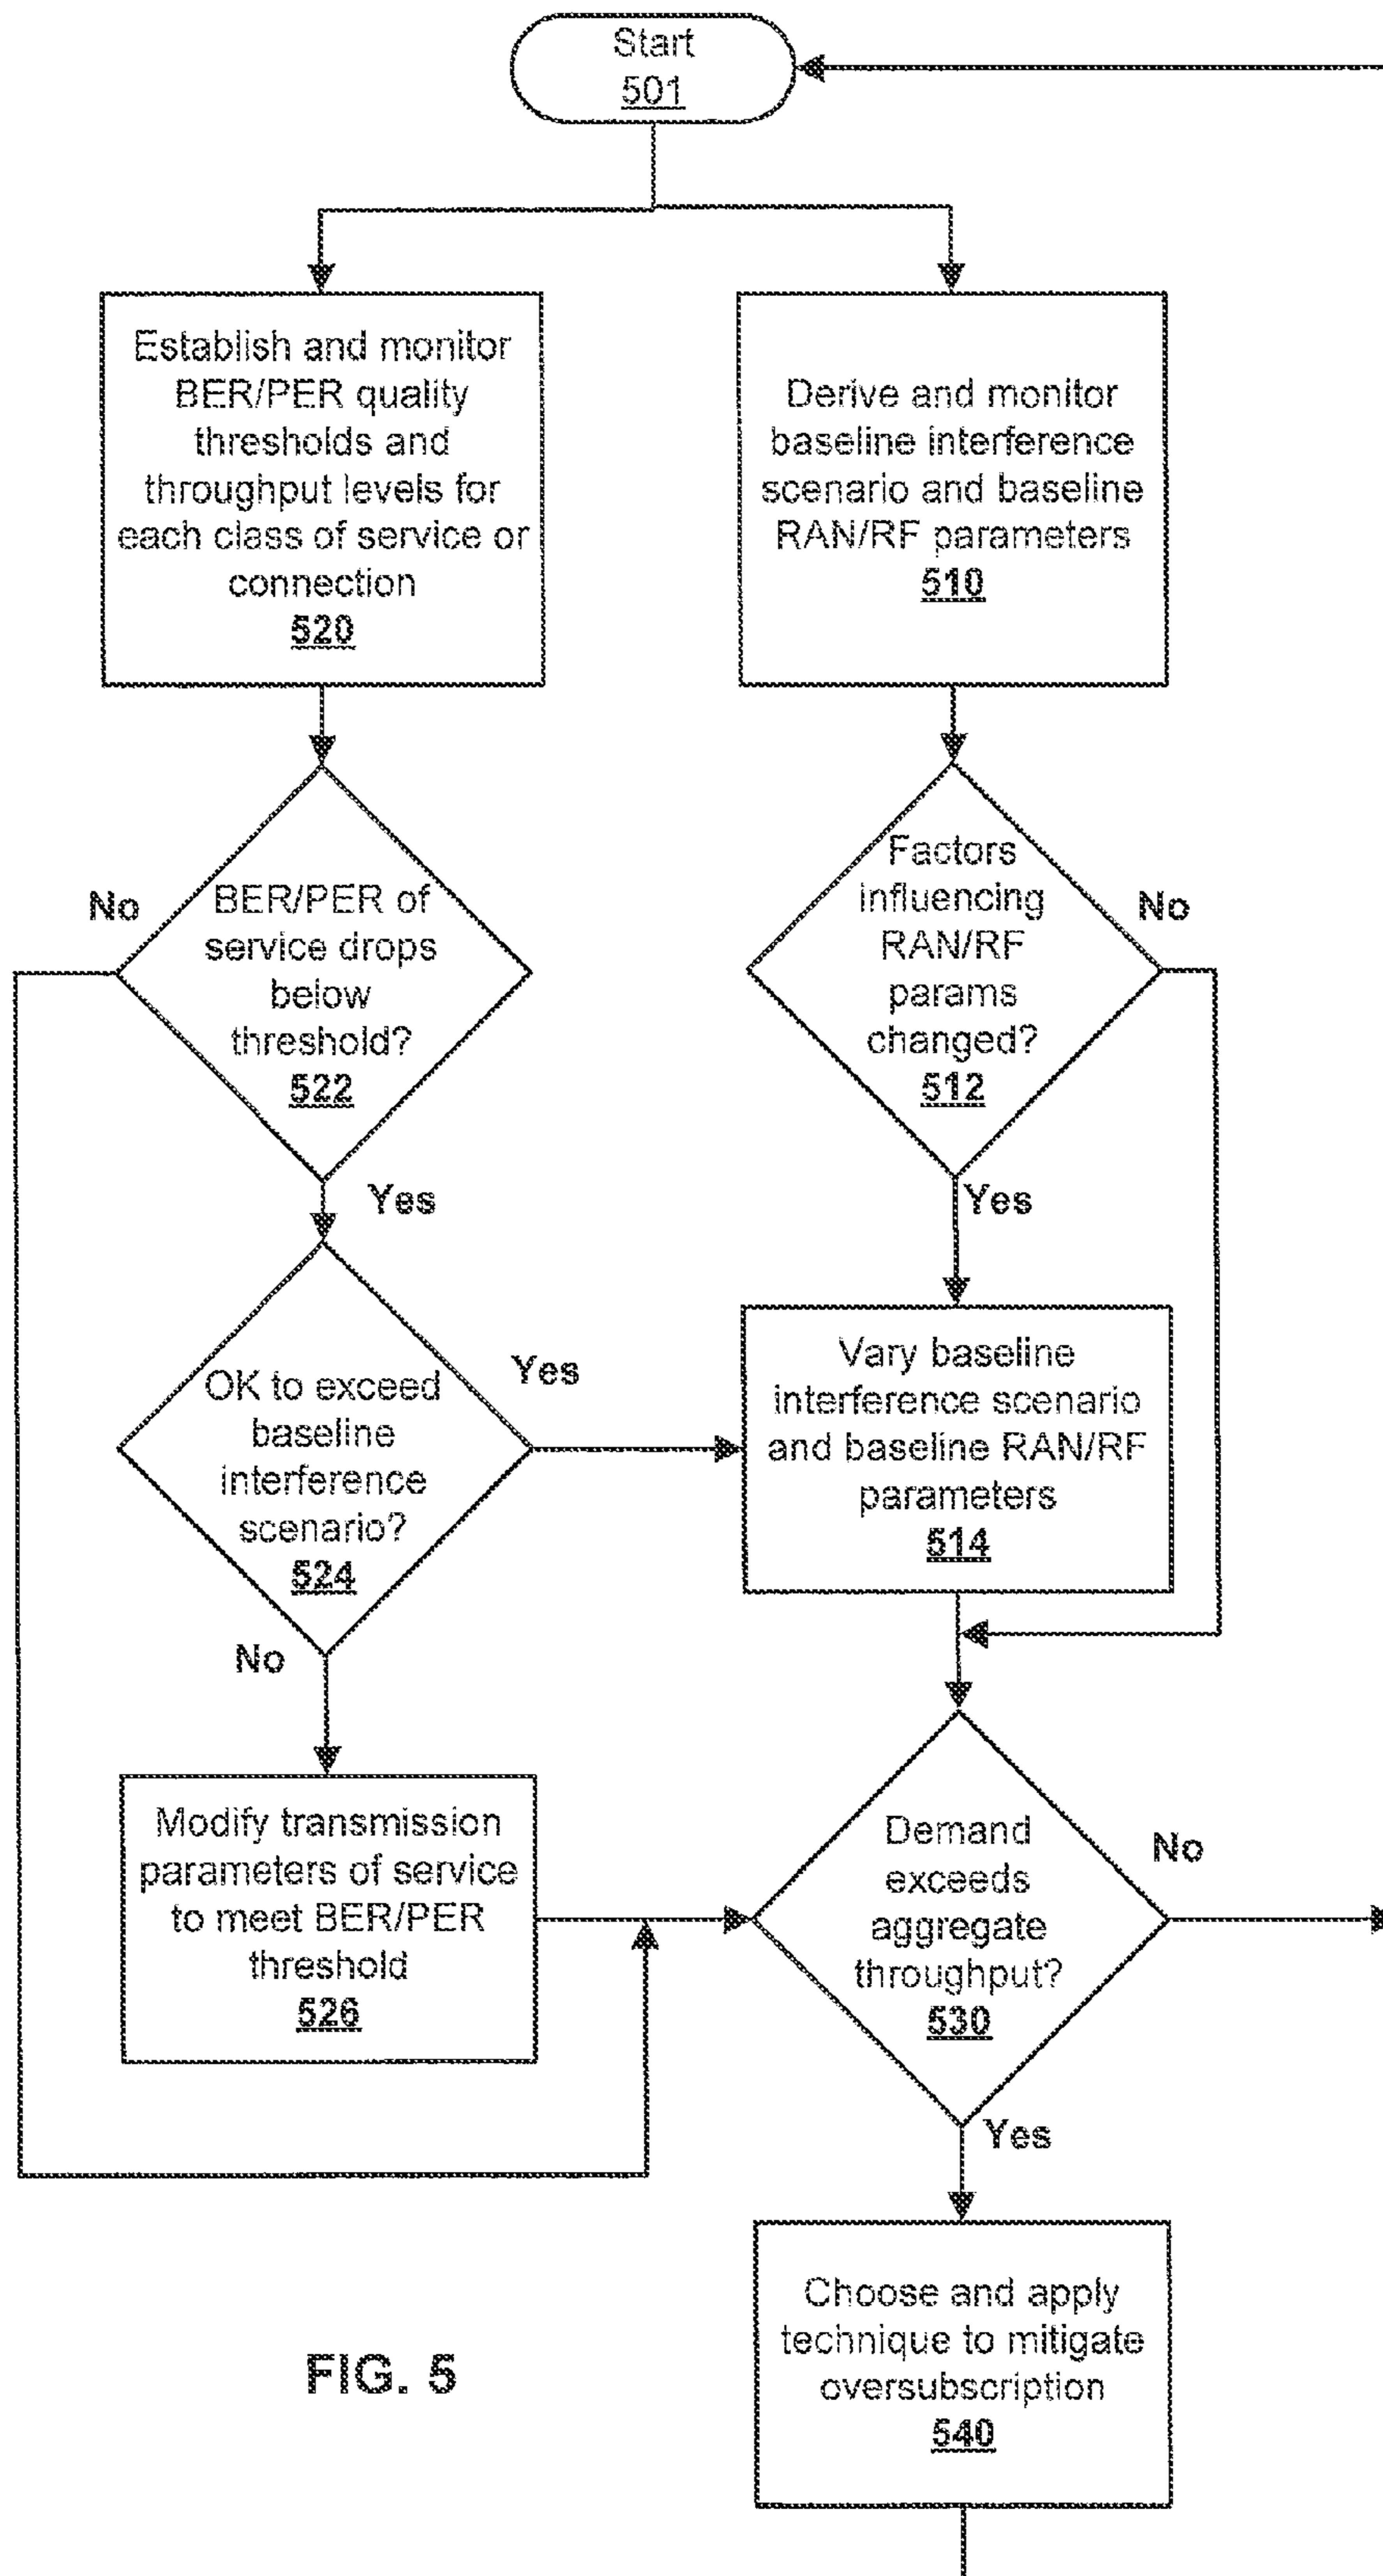 Start
501
Establish and monitor
BER/PER quality
thresholds and
throughput levels for
each class of service or
connection
520
Derive and monitor
baseline interference
scenario and baseline
RAN/RF parameters
510
No
BER/PER of
service drops
below
threshold?
522
Yes
Factors
influencing
RAN/RF
params
changed?
512
No
Yes
OK to exceed
baseline
interference
scenario?
524
Yes
No
Vary baseline
interference scenario
and baseline RAN/RF
parameters
514
Modify transmission
parameters of service
to meet BER/PER
threshold
526
Demand
exceeds
aggregate
throughput?
530
No
Yes
Choose and apply
technique to mitigate
oversubscription
540
FIG. 5